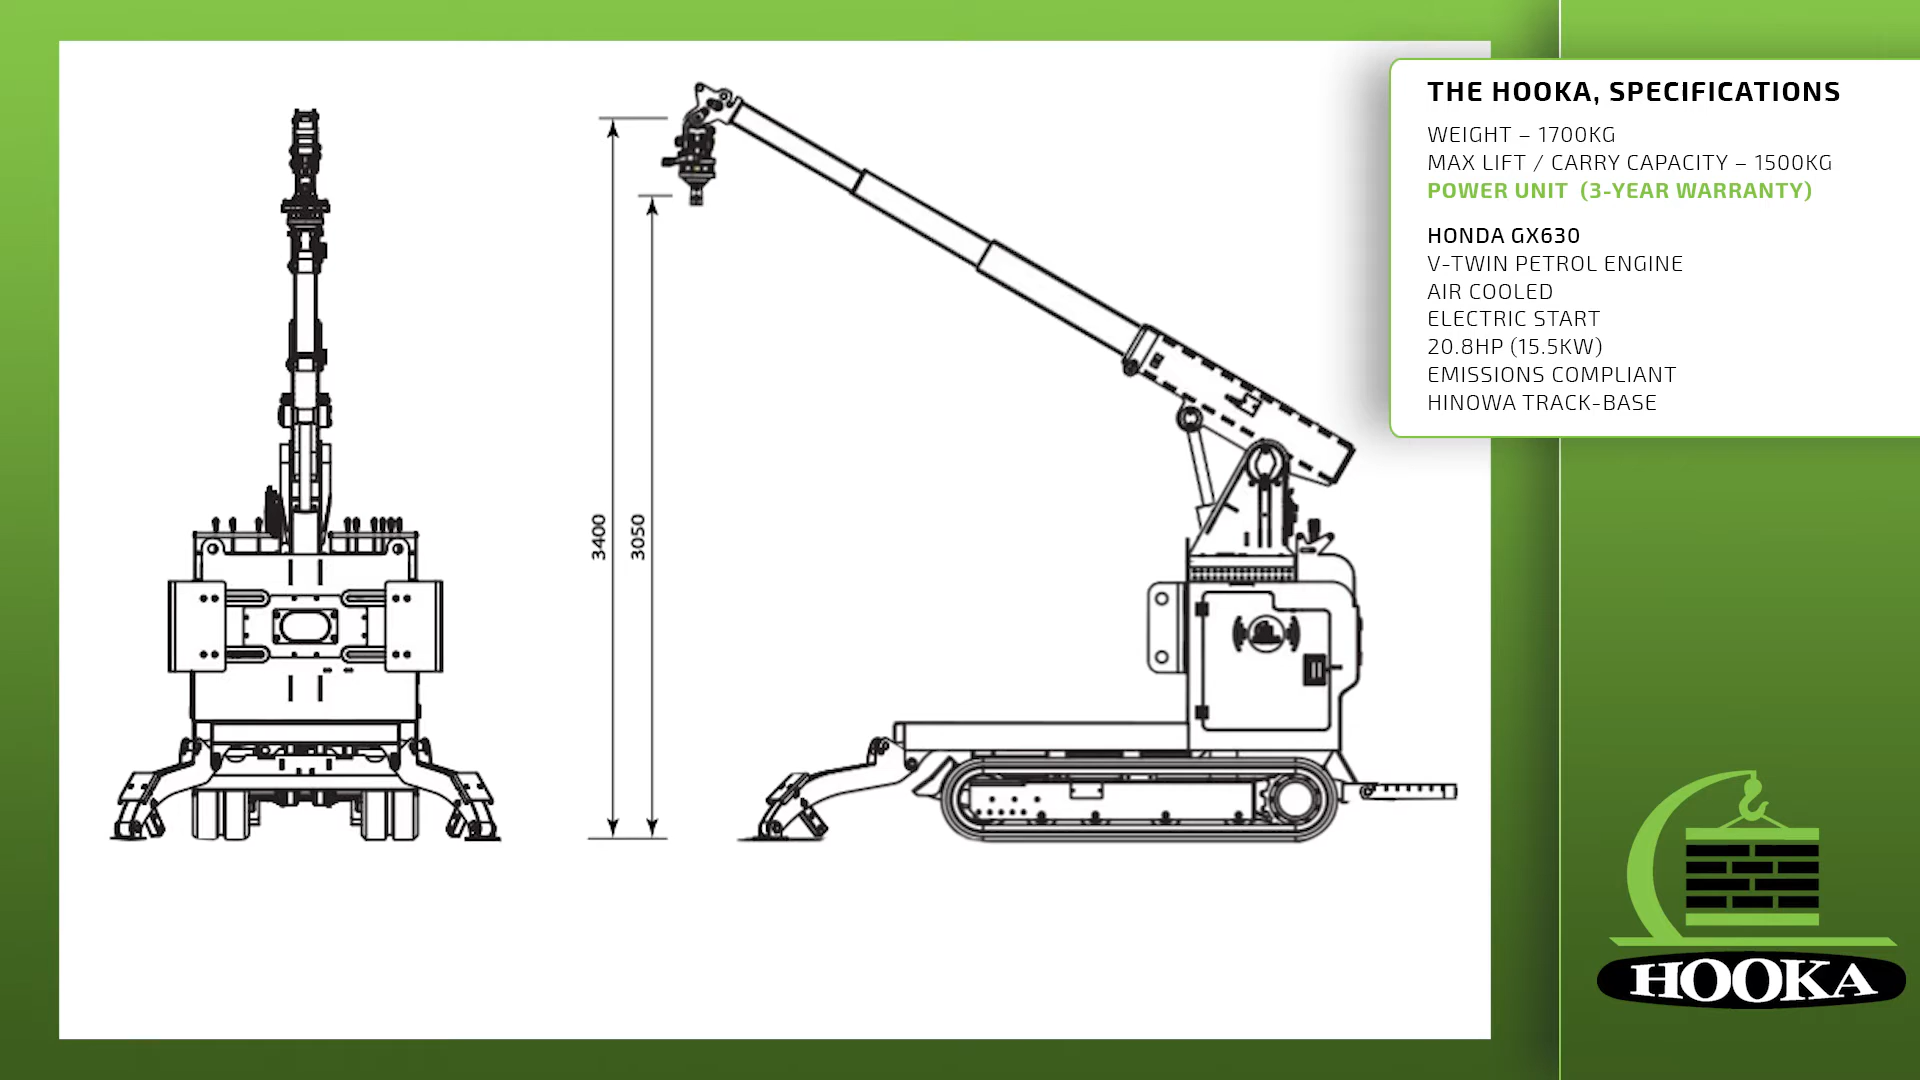 THE HOOKA, SPECIFICATIONS
WEIGHT – 1700KG
MAX LIFT / CARRY CAPACITY – 1500KG
POWER UNIT (3-YEAR WARRANTY)
HONDA GX630
V-TWIN PETROL ENGINE
AIR COOLED
ELECTRIC START
20.8HP (15.5KW)
EMISSIONS COMPLIANT
HINOWA TRACK-BASE
3400
3050
HOOKA